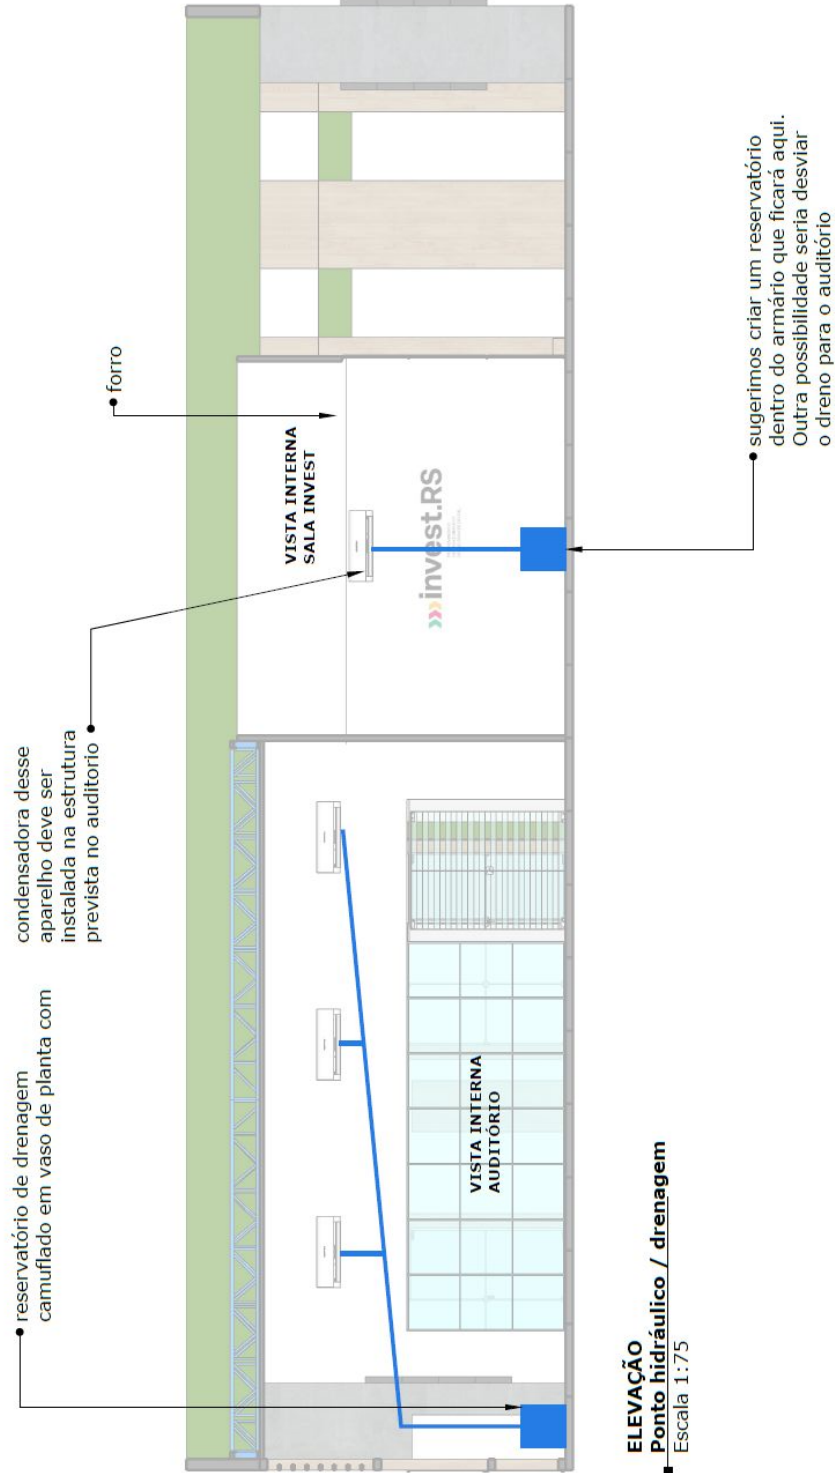 reservatório de drenagem
camuflado em vaso de planta com
condensadora desse
aparelho deve ser
instalada na estrutura
prevista no auditorio
forro
VISTA INTERNA
SALA INVEST
invest.RS
VISTA INTERNA
AUDITÓRIO
ELEVAÇÃO
Ponto hidráulico / drenagem
Escala 1:75
sugerimos criar um reservatório
dentro do armário que ficará aqui.
Outra possibilidade seria desviar
o dreno para o auditório